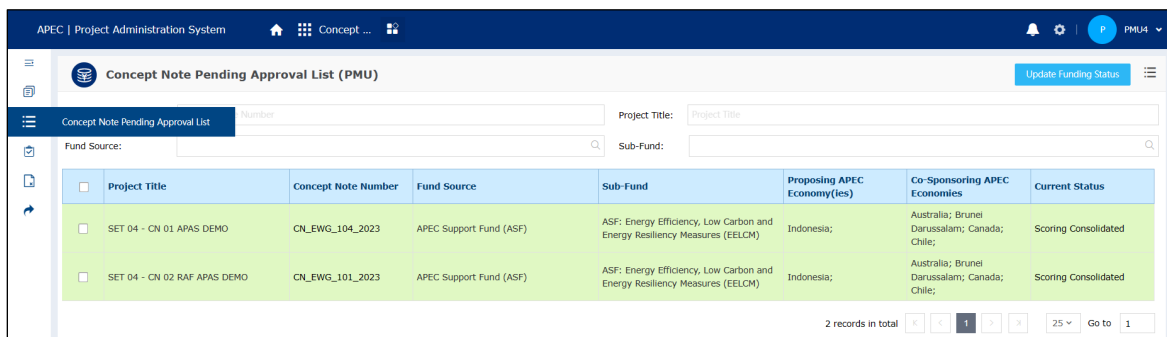 APEC | Project Administration System
Concept ...
P
PMU4
Concept Note Pending Approval List (PMU)
Update Funding Status
Concept Note Pending Approval List
Number
Project Title:
Project Title
Fund Source:
Sub-Fund:
Project Title
Concept Note Number
Fund Source
Sub-Fund
Proposing APEC
Economy(ies)
Co-Sponsoring APEC
Economies
Current Status
SET 04 - CN 01 APAS DEMO
CN_EWG_104_2023
APEC Support Fund (ASF)
ASF: Energy Efficiency, Low Carbon and
Energy Resiliency Measures (EELCM)
Indonesia;
Australia; Brunei
Darussalam; Canada;
Chile;
Scoring Consolidated
SET 04 - CN 02 RAF APAS DEMO
CN_EWG_101_2023
APEC Support Fund (ASF)
ASF: Energy Efficiency, Low Carbon and
Energy Resiliency Measures (EELCM)
Indonesia;
Australia; Brunei
Darussalam; Canada;
Chile;
Scoring Consolidated
2 records in total
1
25
Go to
1